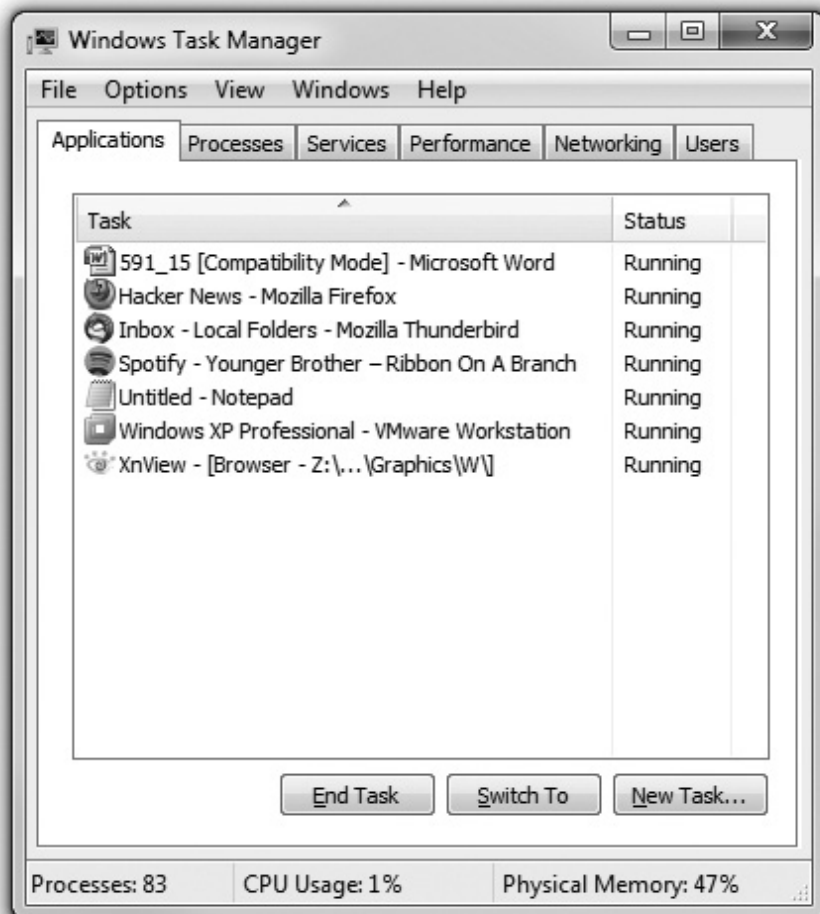 Windows Task Manager
File Options View Windows Help
Applications Processes Services Performance Networking Users
Task Status
591_15 [Compatibility Mode] - Microsoft Word Running
Hacker News - Mozilla Firefox Running
Inbox - Local Folders - Mozilla Thunderbird Running
Spotify - Younger Brother – Ribbon On A Branch Running
Untitled - Notepad Running
Windows XP Professional - VMware Workstation Running
XnView - [Browser - Z:\...\Graphics\W\] Running
End Task Switch To New Task...
Processes: 83 CPU Usage: 1% Physical Memory: 47%